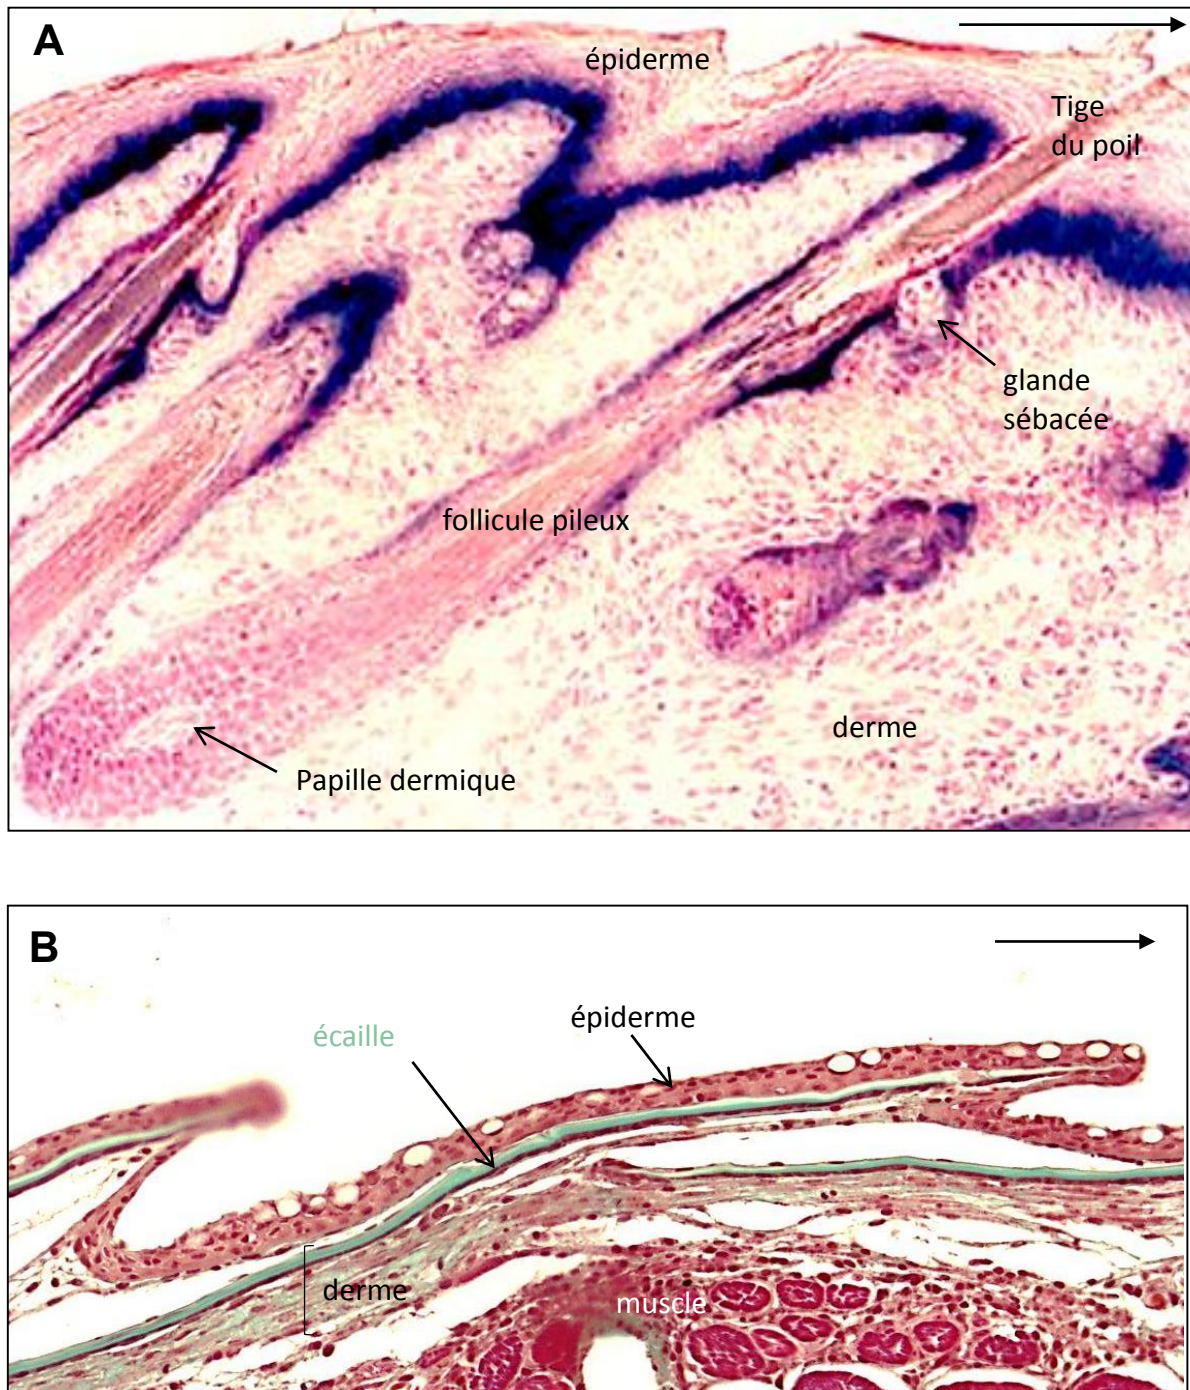 A
épiderme
Tige
du poil
glande
sébacée
follicule pileux
derme
Papille dermique
B
épiderme
écaille
derme
muscle